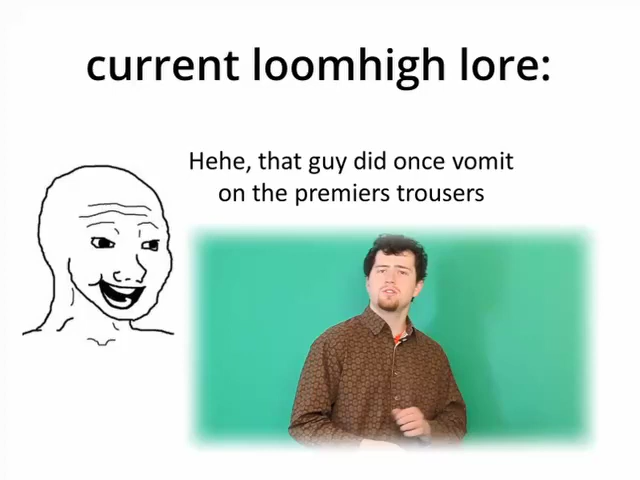 current loomhigh lore:
Hehe, that guy did once vomit
on the premiers trousers